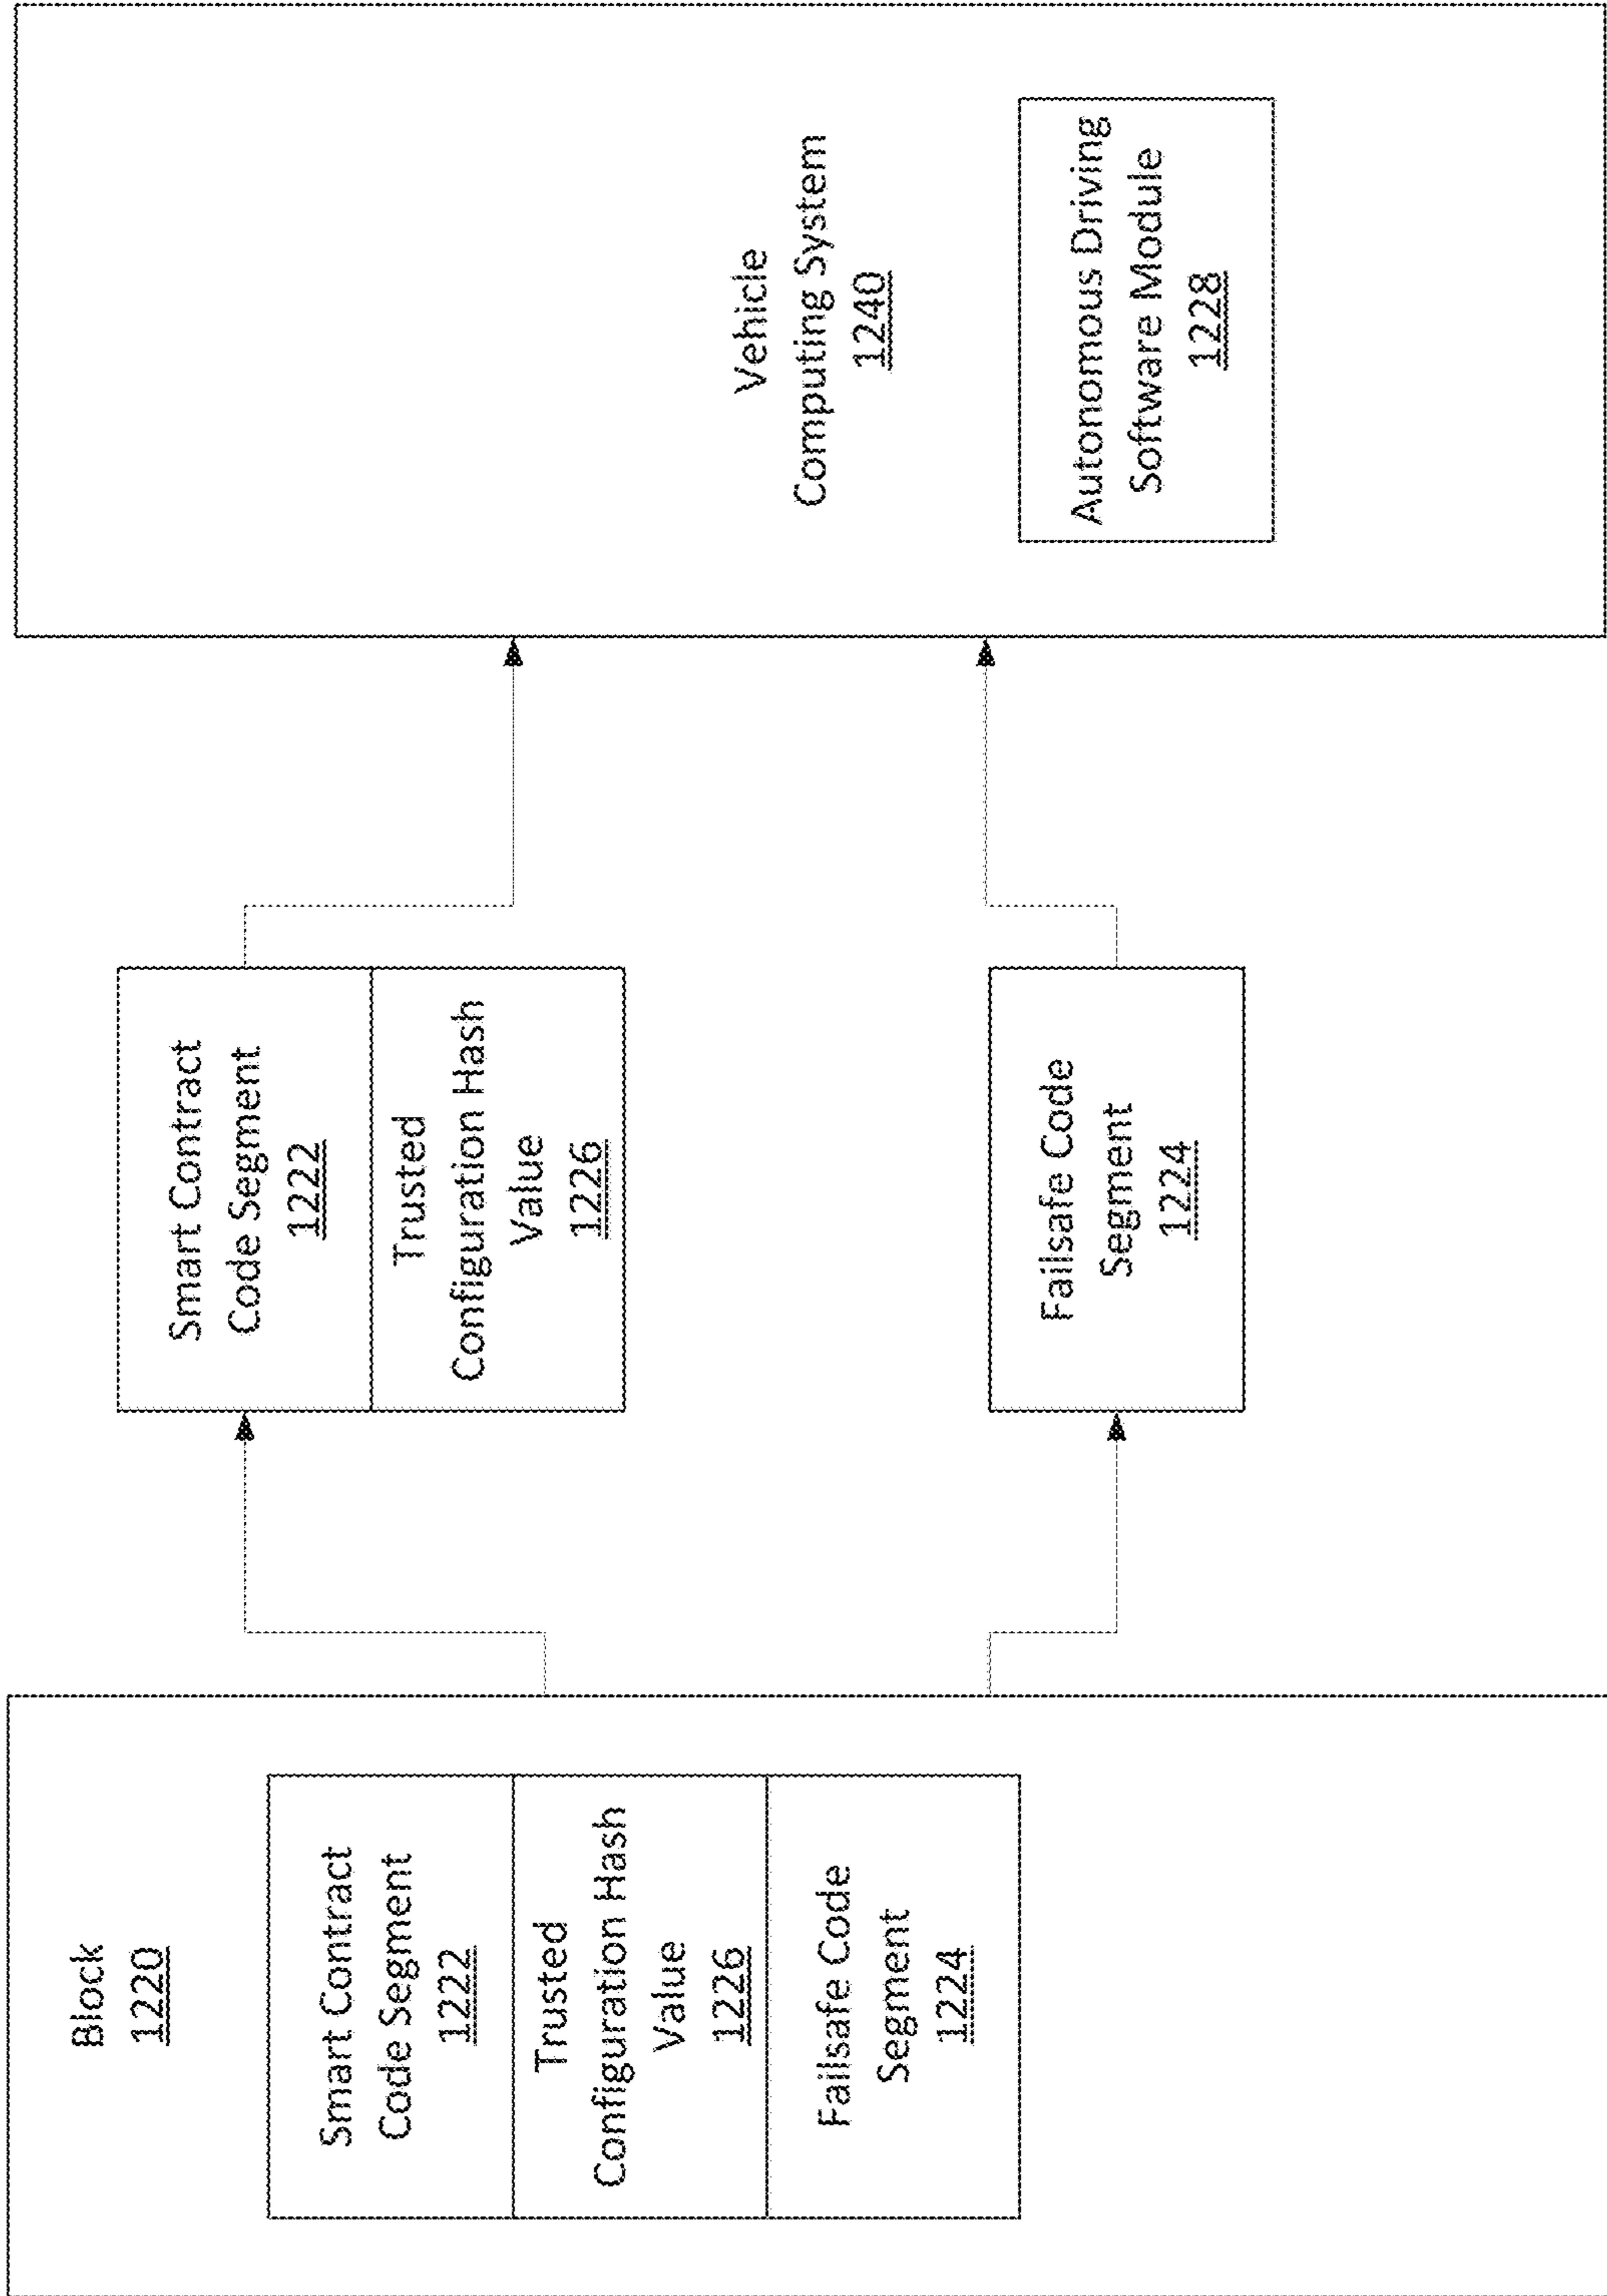 Block
1220
Smart Contract
Code Segment
1222
Trusted
Configuration Hash
Value
1226
Failsafe Code
Segment
1224
Smart Contract
Code Segment
1222
Trusted
Configuration Hash
Value
1226
Failsafe Code
Segment
1224
Vehicle
Computing System
1240
Autonomous Driving
Software Module
1228